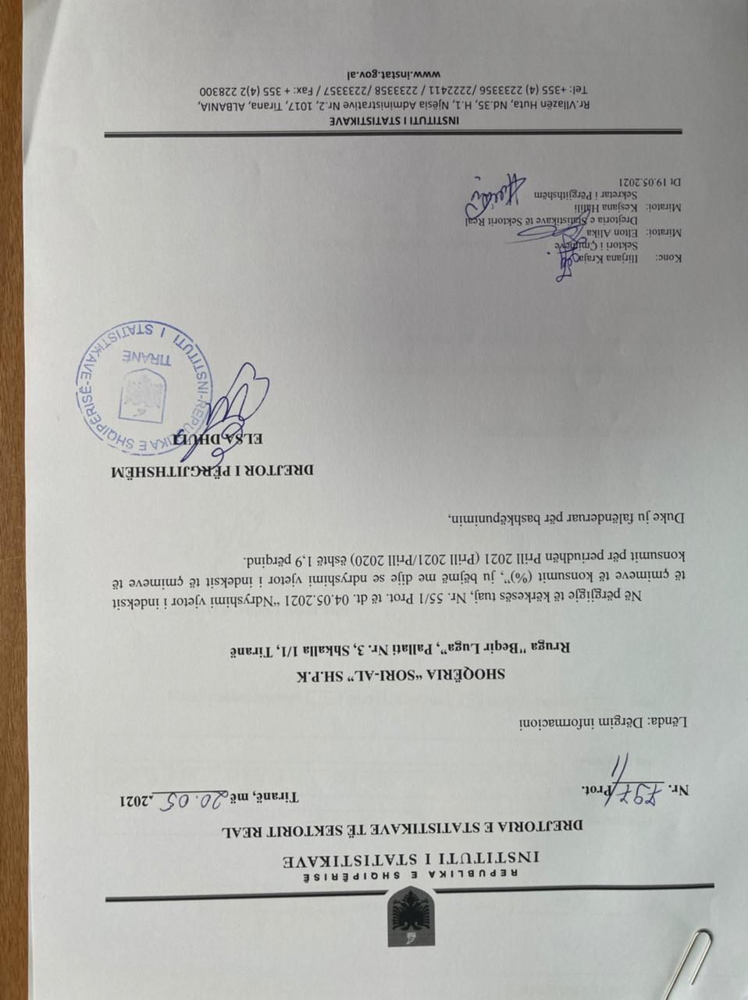 REPUBLIKA E SHQIPËRISË
INSTITUTI I STATISTIKAVE
DREJTORIA E STATISTIKAVE TË SEKTORIT REAL
Nr. 797/1 Prot.
Tiranë, më 20.05.2021
Lënda: Dërgim informacioni
SHOQËRIA “SORI-AL” SH.P.K
Rruga "Beqir Luga”, Pallati Nr. 3, Shkalla 1/1, Tiranë
Në përgjigje të kërkesës tuaj, Nr. 55/1 Prot. të dt. 04.05.2021 “Ndryshimi vjetor i indeksit
të çmimeve të konsumit (%)”, ju bëjmë me dije se ndryshimi vjetor i indeksit të çmimeve të
konsumit për periudhën Prill 2021 (Prill 2021/Prill 2020) është 1,9 përqind.
Duke ju falënderuar për bashkëpunimin,
DREJTOR I PËRGJITHSHËM
ELSA DHULI
REPUBLIKA E SHQIPËRISË-INSTITUTI I STATISTIKAVE
TIRANË
Konc: Ilirjana Kraja
Sektori i Çmimeve
Miratoi: Elton Alika
Drejtoria e Statistikave të Sektorit Real
Miratoi: Kesjana Halili
Sekretar i Përgjithshëm
Dt 19.05.2021
INSTITUTI I STATISTIKAVE
Rr.Vllazën Huta, Nd.35, H.1, Njësia Administrative Nr.2, 1017, Tirana, ALBANIA,
Tel: +355 (4) 2233356 /2222411 / 2233358 /2233357 / Fax: + 355 (4)2 228300
www.instat.gov.al